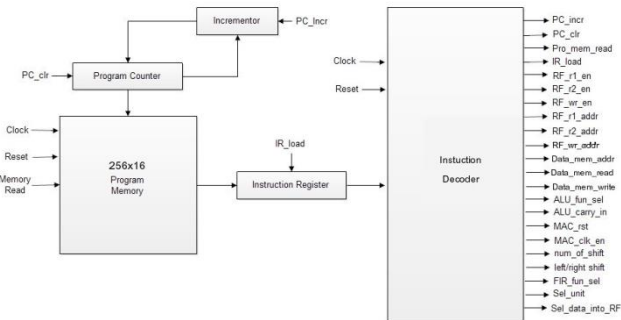 Incrementor
PC_Incr
PC_clr
Program Counter
Clock
Reset
Memory
Read
256x16
Program
Memory
IR_load
Instruction Register
Clock
Reset
Instuction
Decoder
PC_incr
PC_clr
Pro_mem_read
IR_load
RF_r1_en
RF_r2_en
RF_wr_en
RF_r1_addr
RF_r2_addr
RF_wr_addr
Data_mem_addr
Data_mem_read
Data_mem_write
ALU_fun_sel
ALU_carry_in
MAC_rst
MAC_clk_en
num_of_shift
left/right shift
FIR_fun_sel
Sel_unit
Sel_data_into_RF